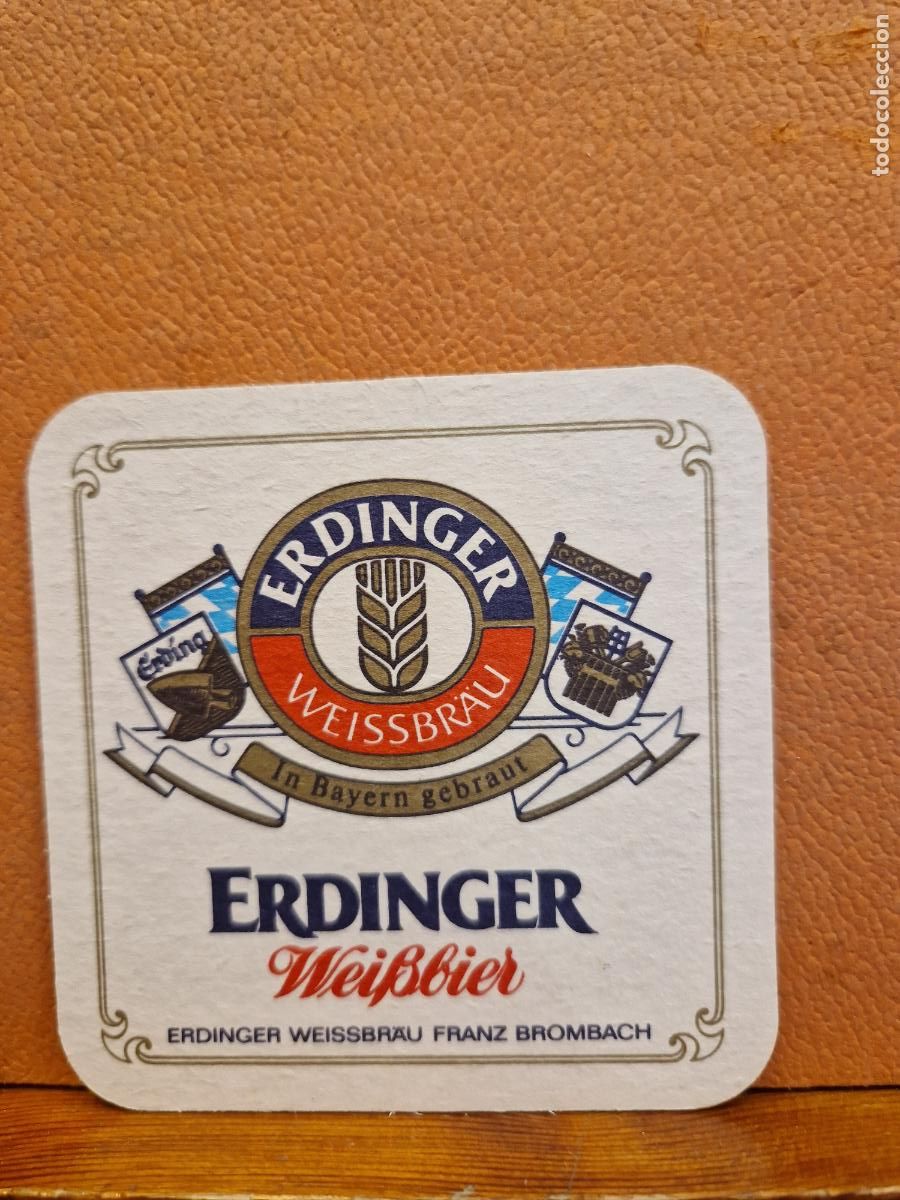 todocoleccion
ERDINGER
WEISSBRÄU
Erding
In Bayern gebraut
ERDINGER
Weißbier
ERDINGER WEISSBRÄU FRANZ BROMBACH